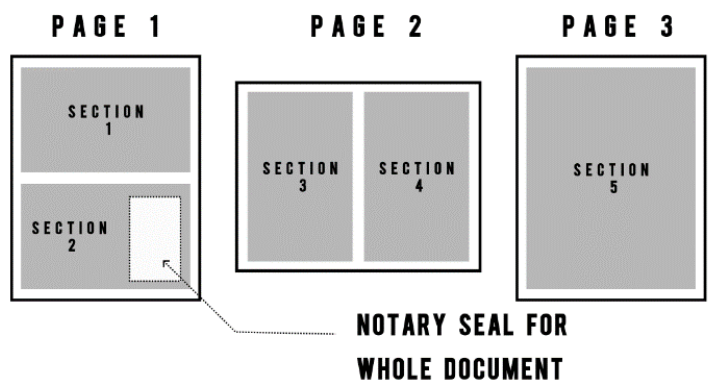 PAGE 1
PAGE 2
PAGE 3
SECTION
1
SECTION
2
SECTION
3
SECTION
4
SECTION
5
NOTARY SEAL FOR
WHOLE DOCUMENT